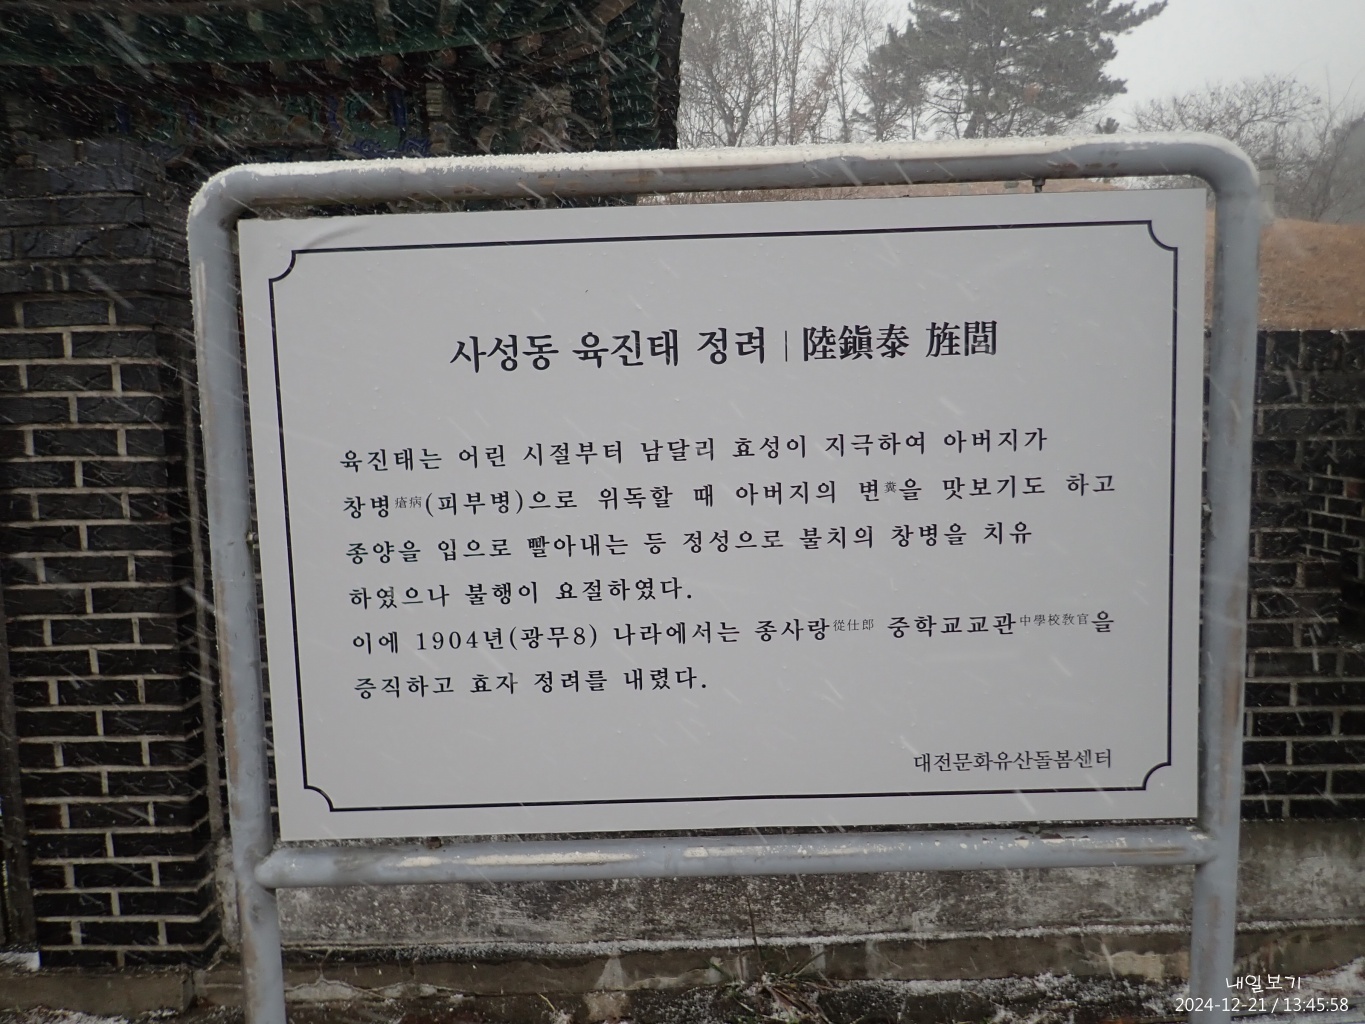 사성동 육진태 정려 | 陸鎭泰 旌閭
육진태는 어린 시절부터 남달리 효성이 지극하여 아버지가
창병瘡病(피부병)으로 위독할 때 아버지의 변糞을 맛보기도 하고
종양을 입으로 빨아내는 등 정성으로 불치의 창병을 치유
하였으나 불행이 요절하였다.
이에 1904년(광무8) 나라에서는 종사랑從仕郎 중학교교관中學校敎官을
증직하고 효자 정려를 내렸다.
대전문화유산돌봄센터
내일보기
2024-12-21 / 13:45:58